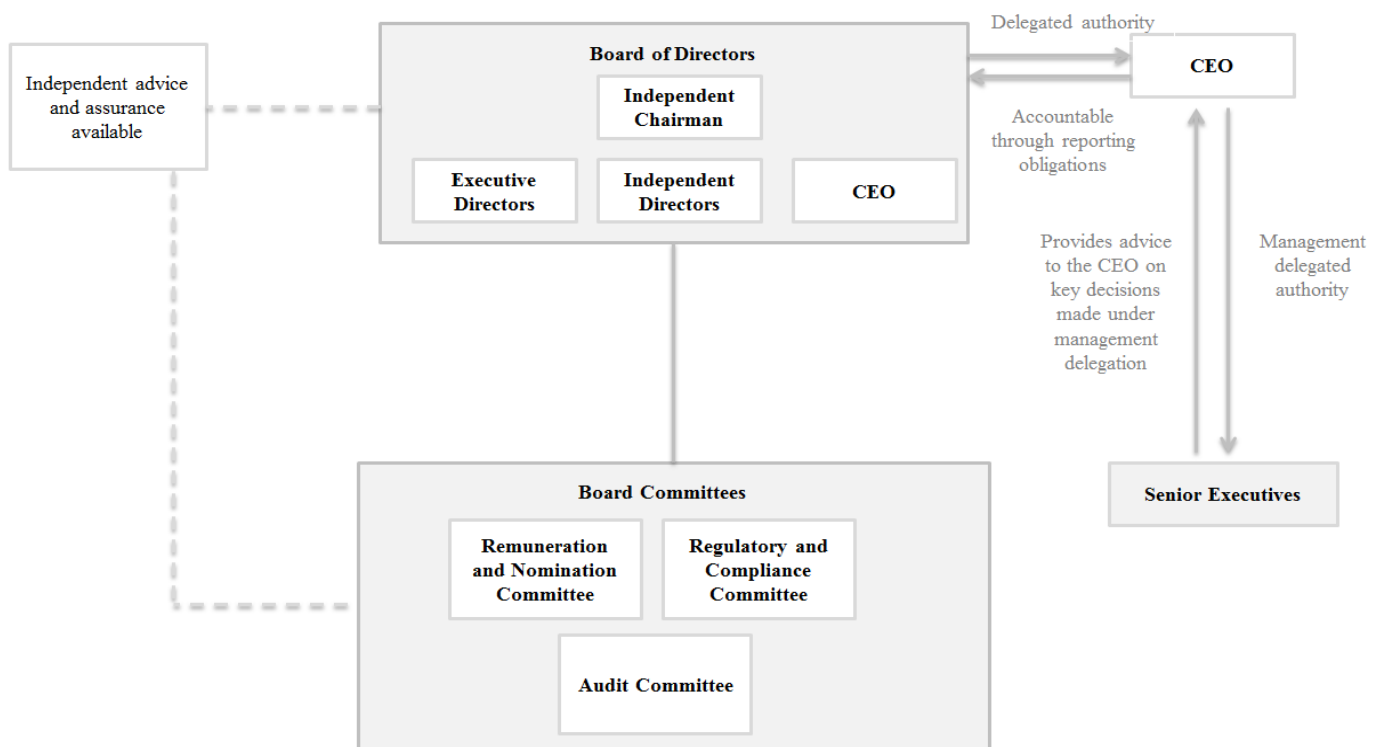 Delegated authority
Board of Directors
CEO
Independent advice
and assurance
available
Independent
Chairman
Accountable
through reporting
obligations
Executive
Directors
Independent
Directors
CEO
Provides advice
to the CEO on
key decisions
made under
management
delegation
Management
delegated
authority
Board Committees
Senior Executives
Remuneration
and Nomination
Committee
Regulatory and
Compliance
Committee
Audit Committee